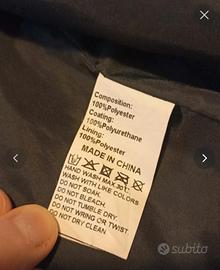 Composition:
100%Polyester
Coating:
100%Polyurethane
Lining:
100%Polyester
MADE IN CHINA
HAND WASH MAX 30℃
WASH WITH LIKE COLORS
DO NOT SOAK.
DO NOT BLEACH.
DO NOT TUMBLE DRY.
DO NOT WRING OR TWIST.
DO NOT DRY CLEAN
subito